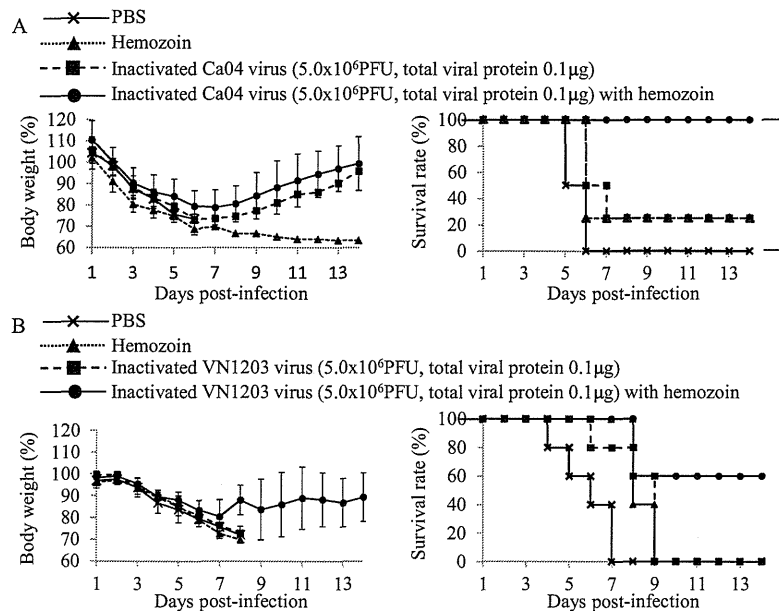 A
PBS
Hemozoin
Inactivated Ca04 virus (5.0x10⁶PFU, total viral protein 0.1μg)
Inactivated Ca04 virus (5.0x10⁶PFU, total viral protein 0.1μg) with hemozoin
Body weight (%)
120
110
100
90
80
70
60
1 3 5 7 9 11 13
Days post-infection
Survival rate (%)
100
80
60
40
20
0
1 3 5 7 9 11 13
Days post-infection
B
PBS
Hemozoin
Inactivated VN1203 virus (5.0x10⁶PFU, total viral protein 0.1μg)
Inactivated VN1203 virus (5.0x10⁶PFU, total viral protein 0.1μg) with hemozoin
Body weight (%)
120
110
100
90
80
70
60
1 3 5 7 9 11 13
Days post-infection
Survival rate (%)
100
80
60
40
20
0
1 3 5 7 9 11 13
Days post-infection